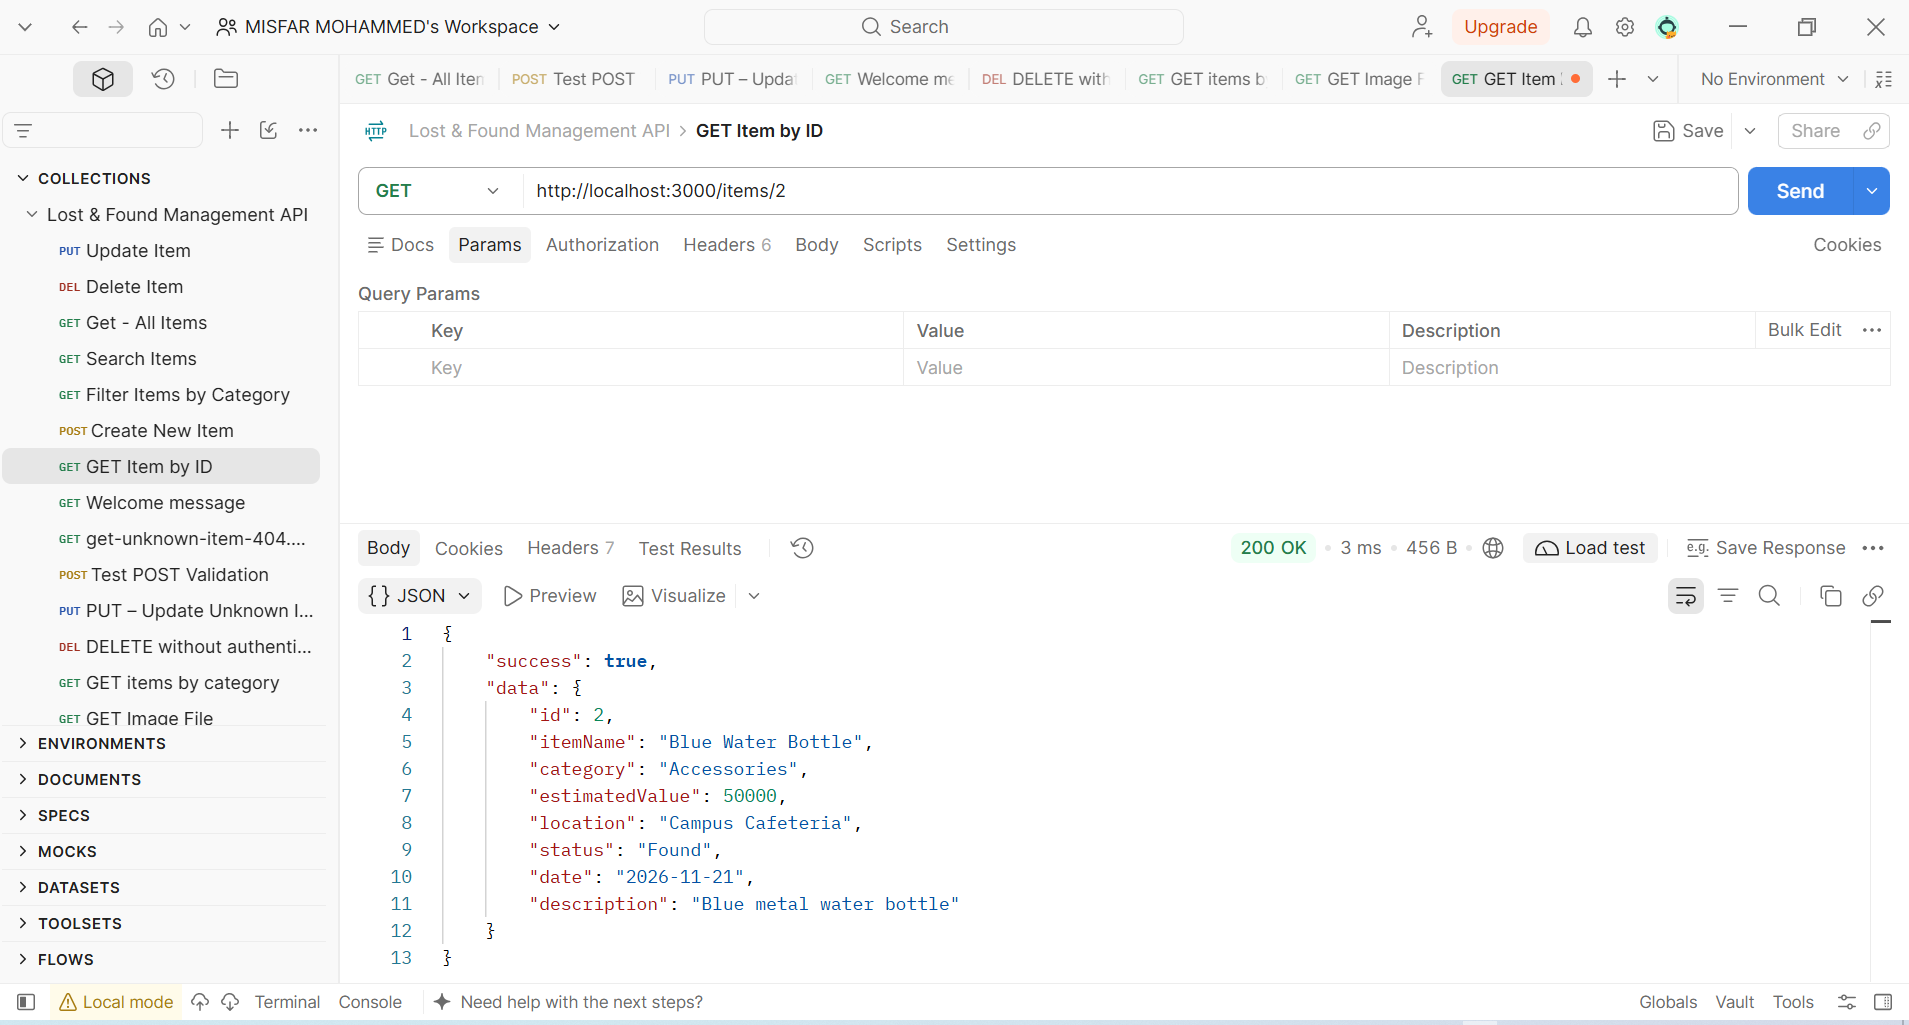 MISFAR MOHAMMED's Workspace
Search
Upgrade
GET Get - All Iter
POST Test POST
PUT PUT – Upda
GET Welcome me
DEL DELETE with
GET GET items b
GET GET Image F
GET GET Item
No Environment
HTTP Lost & Found Management API > GET Item by ID
Save
Share
COLLECTIONS
Lost & Found Management API
PUT Update Item
DEL Delete Item
GET Get - All Items
GET Search Items
GET Filter Items by Category
POST Create New Item
GET GET Item by ID
GET Welcome message
GET get-unknown-item-404....
POST Test POST Validation
PUT PUT – Update Unknown I...
DEL DELETE without authenti...
GET GET items by category
GET GET Image File
ENVIRONMENTS
DOCUMENTS
SPECS
MOCKS
DATASETS
TOOLSETS
FLOWS
GET http://localhost:3000/items/2
Send
Docs Params Authorization Headers 6 Body Scripts Settings Cookies
Query Params
Key Value Description Bulk Edit
Key Value Description
Body Cookies Headers 7 Test Results
200 OK • 3 ms • 456 B • Load test e.g. Save Response
{} JSON Preview Visualize
1 {
2 "success": true,
3 "data": {
4 "id": 2,
5 "itemName": "Blue Water Bottle",
6 "category": "Accessories",
7 "estimatedValue": 50000,
8 "location": "Campus Cafeteria",
9 "status": "Found",
10 "date": "2026-11-21",
11 "description": "Blue metal water bottle"
12 }
13 }
Local mode Terminal Console Need help with the next steps? Globals Vault Tools